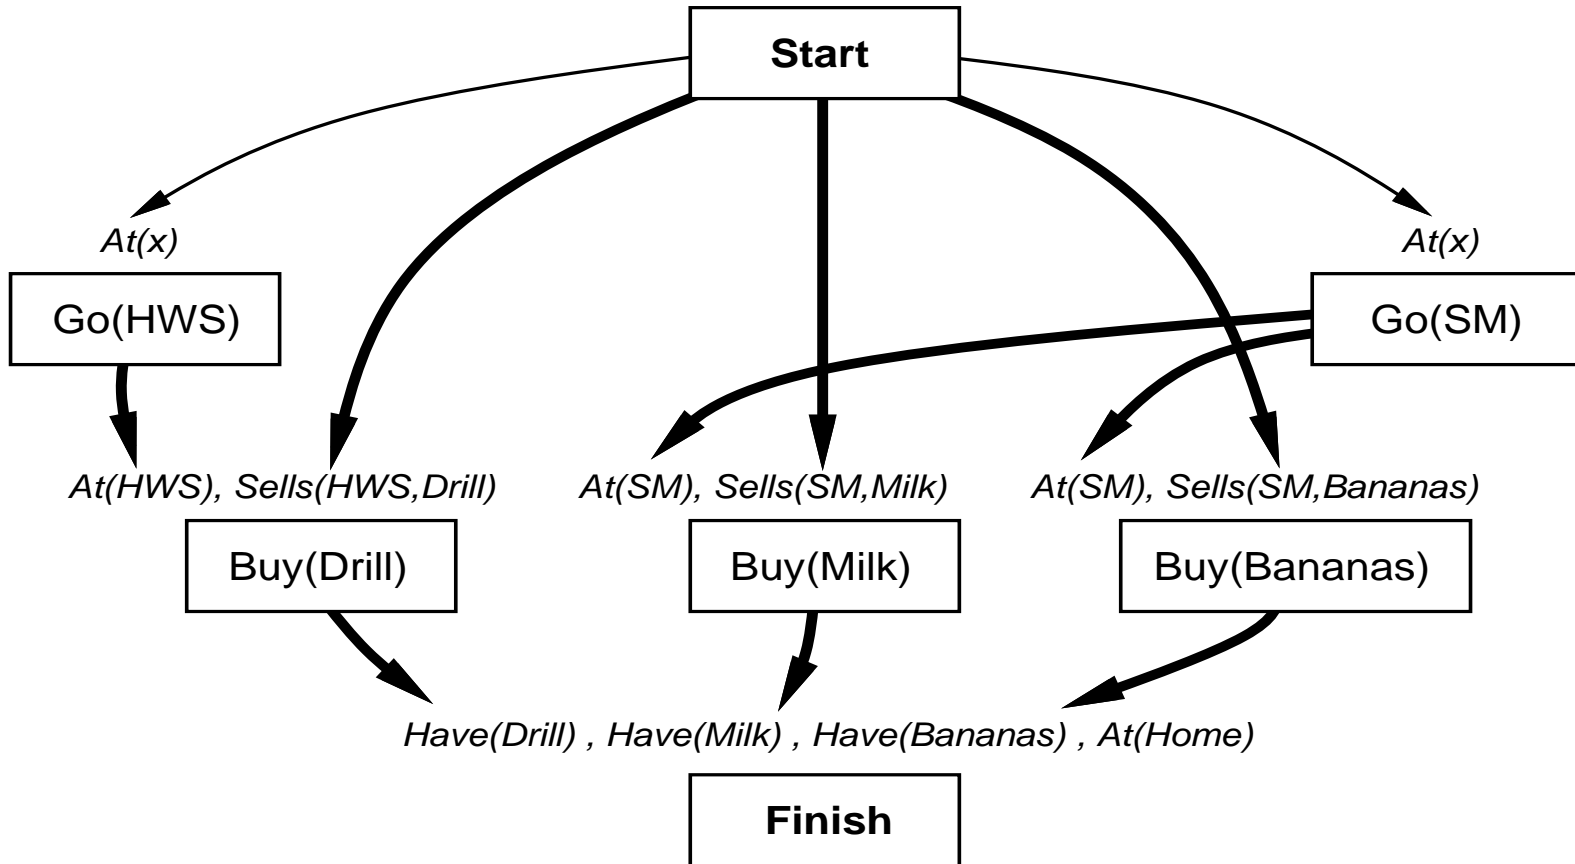 Start
At(x)
At(x)
Go(HWS)
Go(SM)
At(HWS), Sells(HWS,Drill)
At(SM), Sells(SM,Milk)
At(SM), Sells(SM,Bananas)
Buy(Drill)
Buy(Milk)
Buy(Bananas)
Have(Drill) , Have(Milk) , Have(Bananas) , At(Home)
Finish